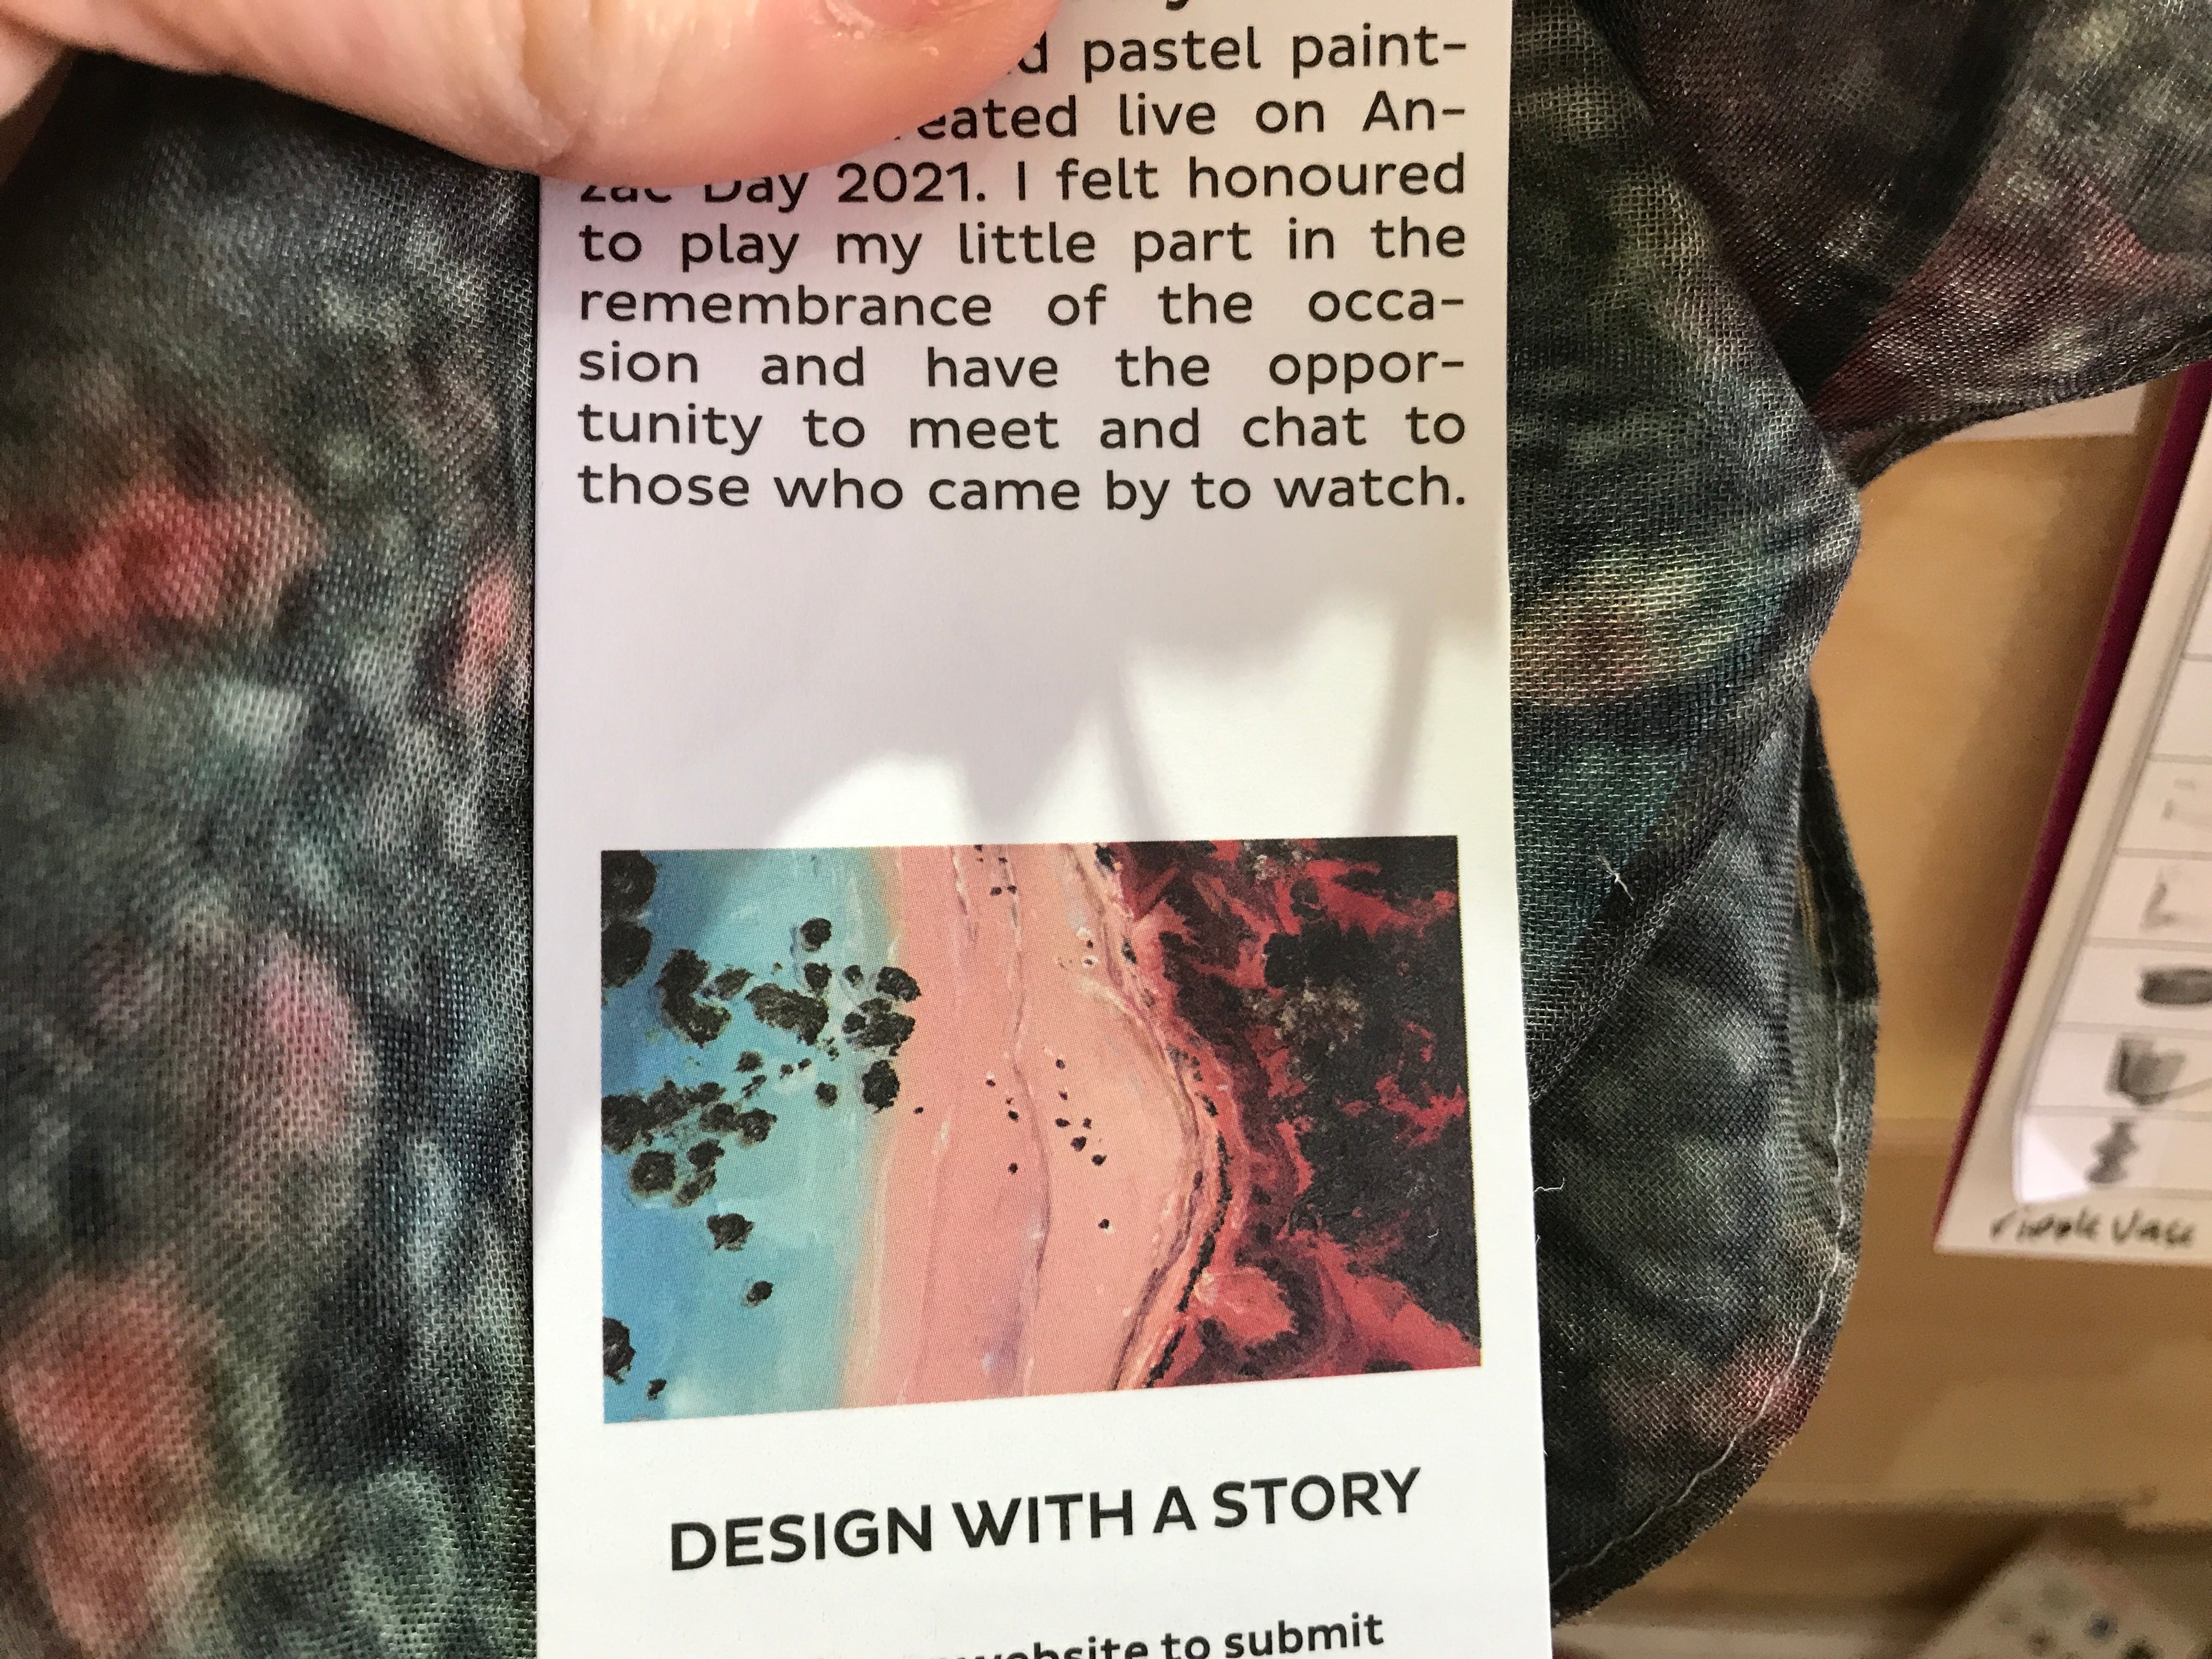 pastel paint-
live on An-
zac Day 2021. I felt honoured
to play my little part in the
remembrance of the occa-
sion and have the oppor-
tunity to meet and chat to
those who came by to watch.
DESIGN WITH A STORY
website to submit